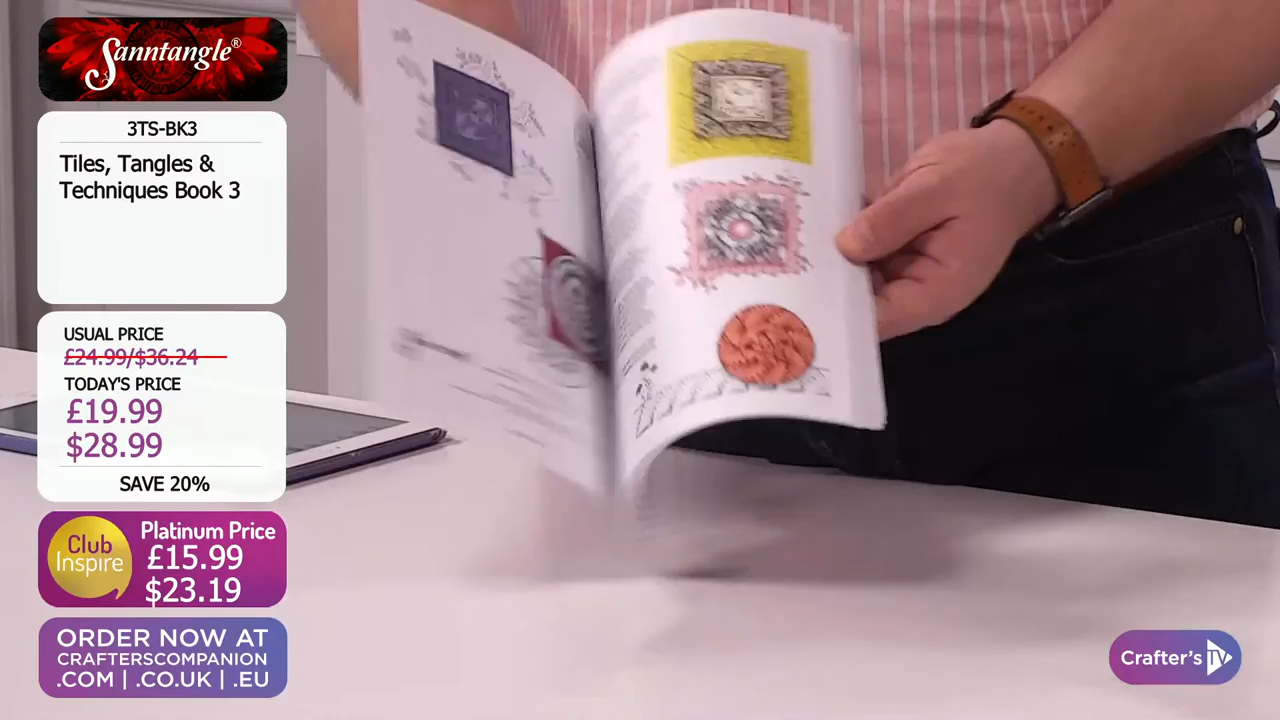 Sanntangle®
3TS-BK3
Tiles, Tangles &
Techniques Book 3
USUAL PRICE
£24.99/$36.24
TODAY'S PRICE
£19.99
$28.99
SAVE 20%
Club
Inspire
Platinum Price
£15.99
$23.19
ORDER NOW AT
CRAFTERSCOMPANION
.COM | .CO.UK | .EU
Crafter's TV